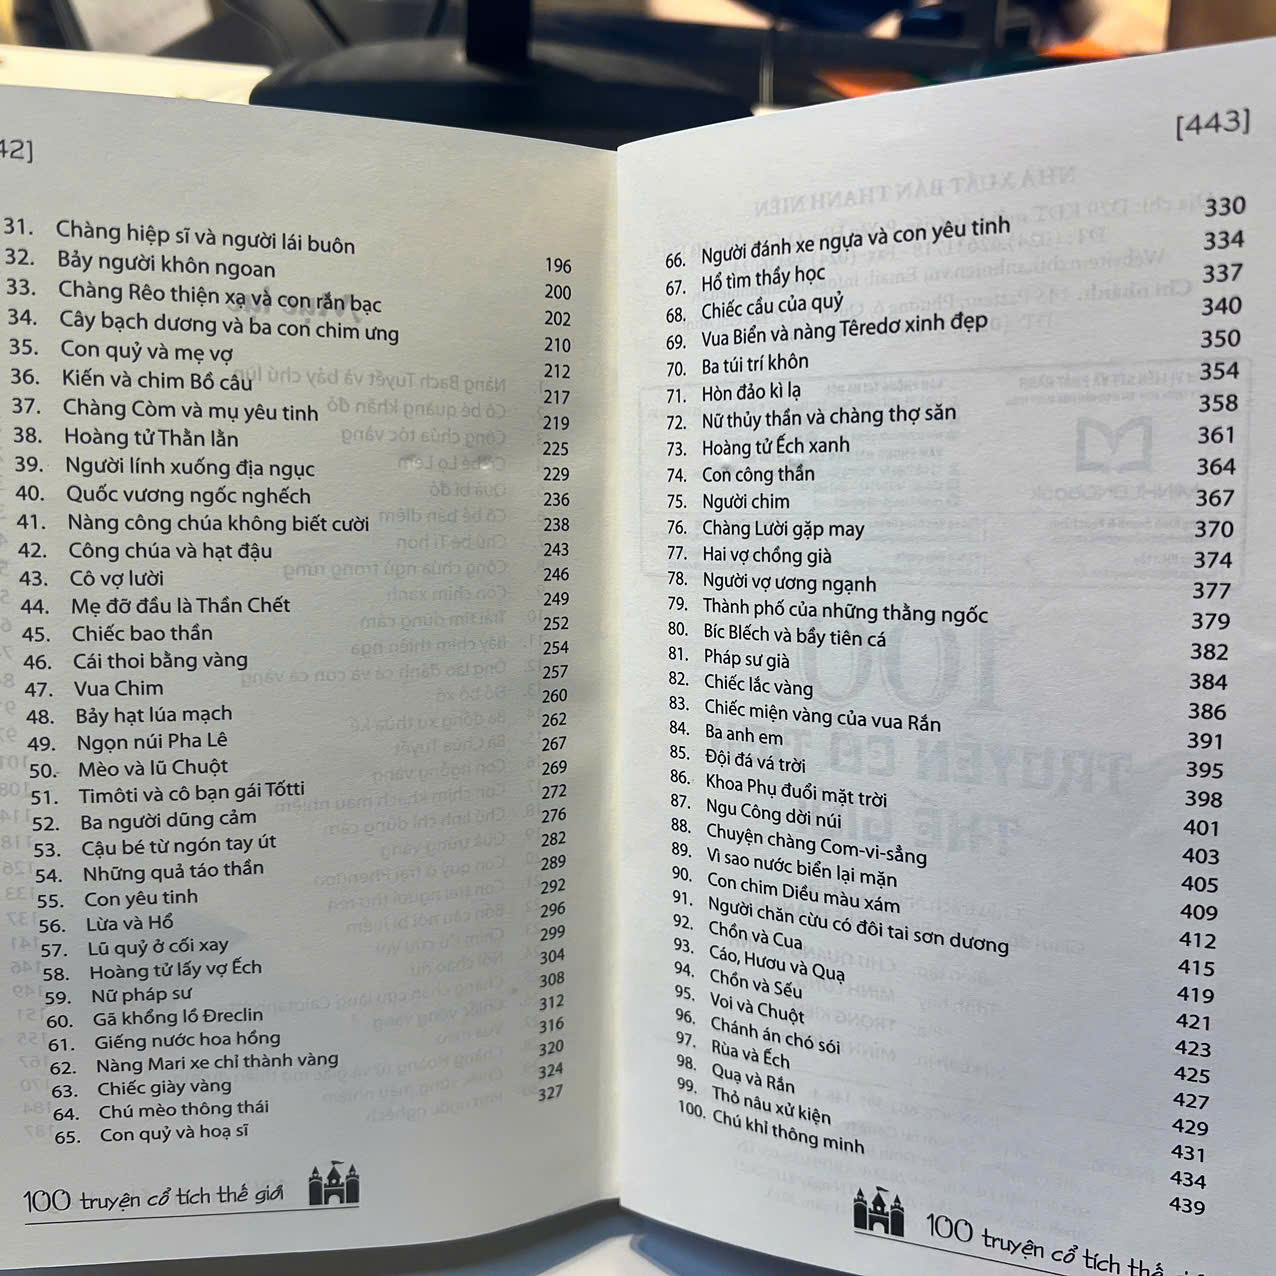 42]
31. Chàng hiệp sĩ và người lái buôn 196
32. Bảy người khôn ngoan 200
33. Chàng Rêo thiện xạ và con rắn bạc 202
34. Cây bạch dương và ba con chim ưng 210
35. Con quỷ và mẹ vợ 212
36. Kiến và chim Bồ câu 217
37. Chàng Còm và mụ yêu tinh 219
38. Hoàng tử Thằn lằn 225
39. Người lính xuống địa ngục 229
40. Quốc vương ngốc nghếch 236
41. Nàng công chúa không biết cười 238
42. Công chúa và hạt đậu 243
43. Cô vợ lười 246
44. Mẹ đỡ đầu là Thần Chết 249
45. Chiếc bao thần 252
46. Cái thoi bằng vàng 254
47. Vua Chim 257
48. Bảy hạt lúa mạch 260
49. Ngọn núi Pha Lê 262
50. Mèo và lũ Chuột 267
51. Timôti và cô bạn gái Tốtti 269
52. Ba người dũng cảm 272
53. Cậu bé từ ngón tay út 276
54. Những quả táo thần 282
55. Con yêu tinh 289
56. Lừa và Hổ 292
57. Lũ quỷ ở cối xay 296
58. Hoàng tử lấy vợ Ếch 299
59. Nữ pháp sư 304
60. Gã khổng lồ Đreclin 308
61. Giếng nước hoa hồng 312
62. Nàng Mari xe chỉ thành vàng 316
63. Chiếc giày vàng 320
64. Chú mèo thông thái 324
65. Con quỷ và hoạ sĩ 327
100 truyện cổ tích thế giới
[443]
66. Người đánh xe ngựa và con yêu tinh 330
67. Hổ tìm thầy học 334
68. Chiếc cầu của quỷ 337
69. Vua Biển và nàng Têredơ xinh đẹp 340
70. Ba túi trí khôn 350
71. Hòn đảo kì lạ 354
72. Nữ thủy thần và chàng thợ săn 358
73. Hoàng tử Ếch xanh 361
74. Con công thần 364
75. Người chim 367
76. Chàng Lười gặp may 370
77. Hai vợ chồng già 374
78. Người vợ ương ngạnh 377
79. Thành phố của những thằng ngốc 379
80. Bíc Blếch và bầy tiên cá 382
81. Pháp sư già 384
82. Chiếc lắc vàng 386
83. Chiếc miện vàng của vua Rắn 391
84. Ba anh em 395
85. Đội đá vá trời 398
86. Khoa Phụ đuổi mặt trời 401
87. Ngu Công dời núi 403
88. Chuyện chàng Com-vi-sẳng 405
89. Vì sao nước biển lại mặn 409
90. Con chim Diều màu xám 412
91. Người chăn cừu có đôi tai sơn dương 415
92. Chồn và Cua 419
93. Cáo, Hươu và Quạ 421
94. Chồn và Sếu 423
95. Voi và Chuột 425
96. Chánh án chó sói 427
97. Rùa và Ếch 429
98. Quạ và Rắn 431
99. Thỏ nâu xử kiện 434
100. Chú khỉ thông minh 439
100 truyện cổ tích thế